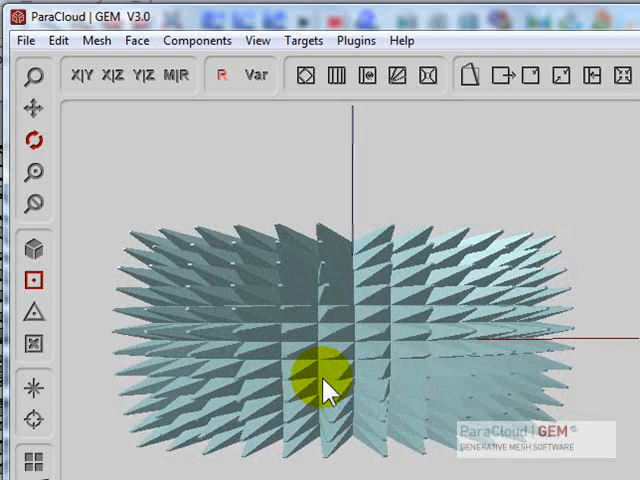 ParaCloud | GEM V3.0
File Edit Mesh Face Components View Targets Plugins Help
X|Y X|Z Y|Z M|R R Var
ParaCloud | GEM
GENERATIVE MESH SOFTWARE